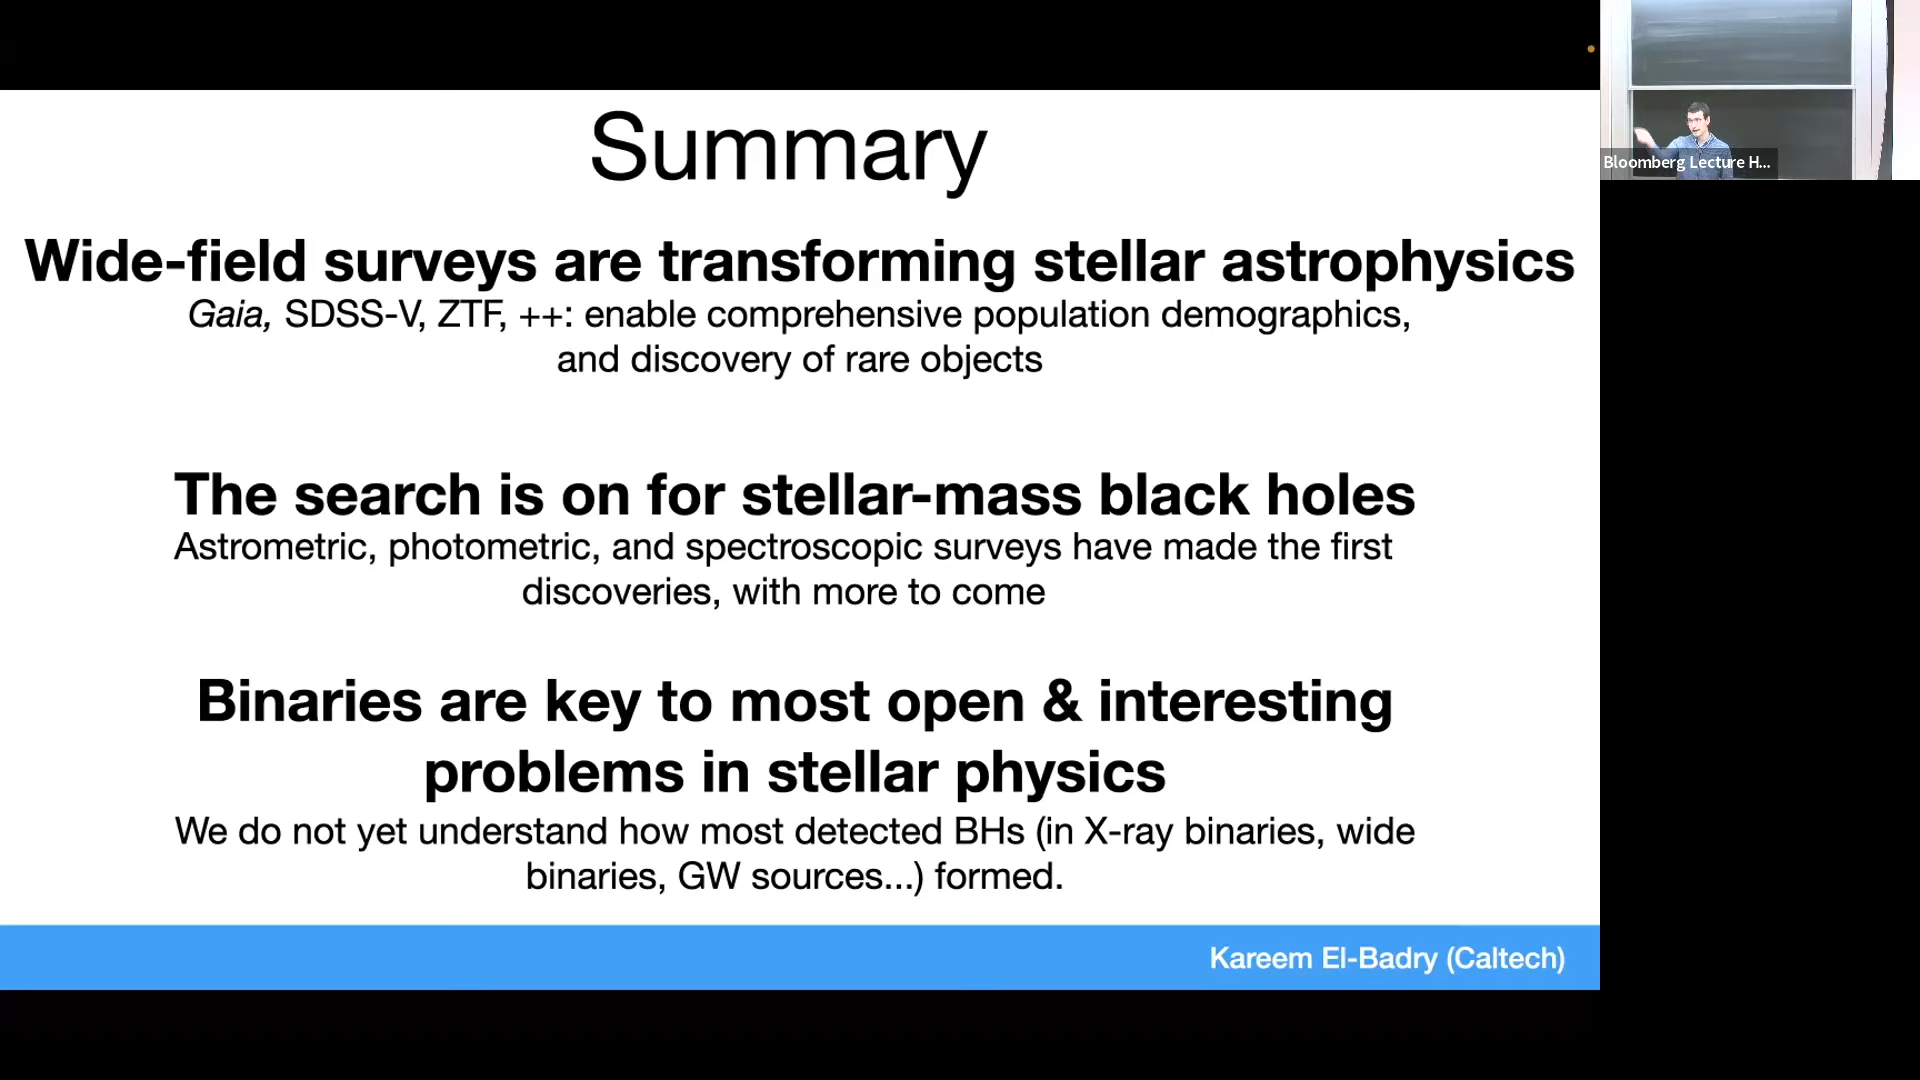 Summary
Wide-field surveys are transforming stellar astrophysics
Gaia, SDSS-V, ZTF, ++: enable comprehensive population demographics,
and discovery of rare objects
The search is on for stellar-mass black holes
Astrometric, photometric, and spectroscopic surveys have made the first
discoveries, with more to come
Binaries are key to most open & interesting
problems in stellar physics
We do not yet understand how most detected BHs (in X-ray binaries, wide
binaries, GW sources...) formed.
Kareem El-Badry (Caltech)
Bloomberg Lecture H...